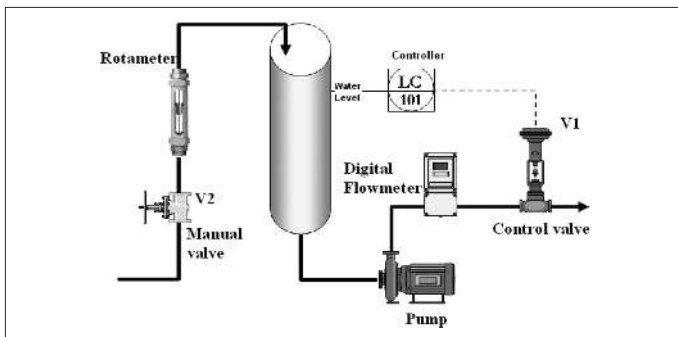 Rotameter
V2
Manual
valve
Water
Level
Controller
LC
101
V1
Digital
Flowmeter
Control valve
Pump